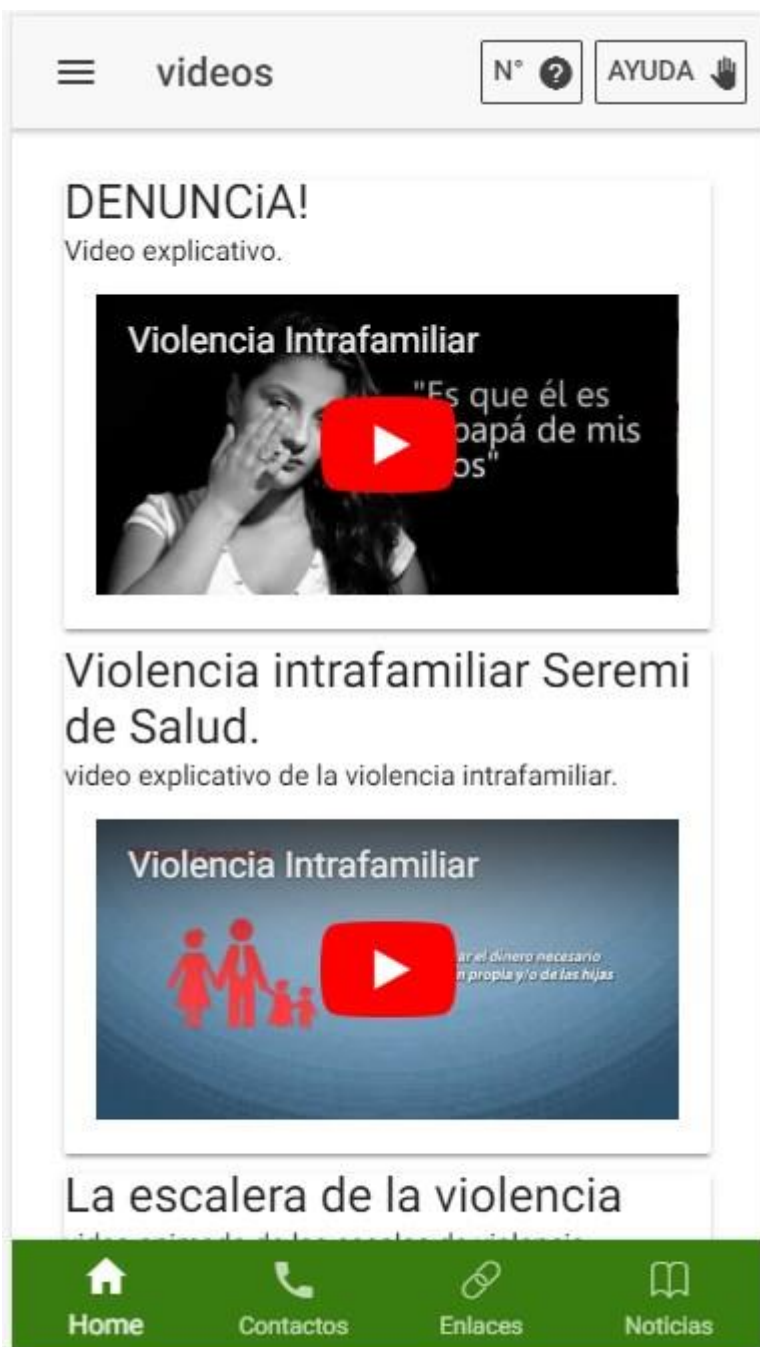 videos
N°
AYUDA
DENUNCiA!
Video explicativo.
Violencia Intrafamiliar
"Es que él es
papá de mis
os"
Violencia intrafamiliar Seremi
de Salud.
video explicativo de la violencia intrafamiliar.
Violencia Intrafamiliar
ar el dinero necesario
n propia y/o de las hijas
La escalera de la violencia
Home
Contactos
Enlaces
Noticias